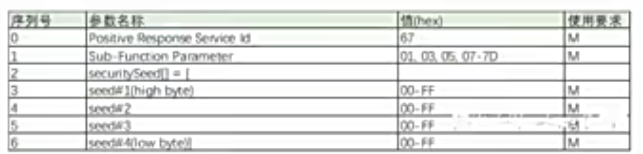 序列号 参数名称 值(hex) 使用要求
0 Positive Response Service Id 67 M
1 Sub-Function Parameter 01, 03, 05, 07-7D M
2 securitySeed[] = [
3 seed#1(high byte) 00-FF M
4 seed#2 00-FF M
5 seed#3 00-FF M
6 seed#4(low byte)] 00-FF M